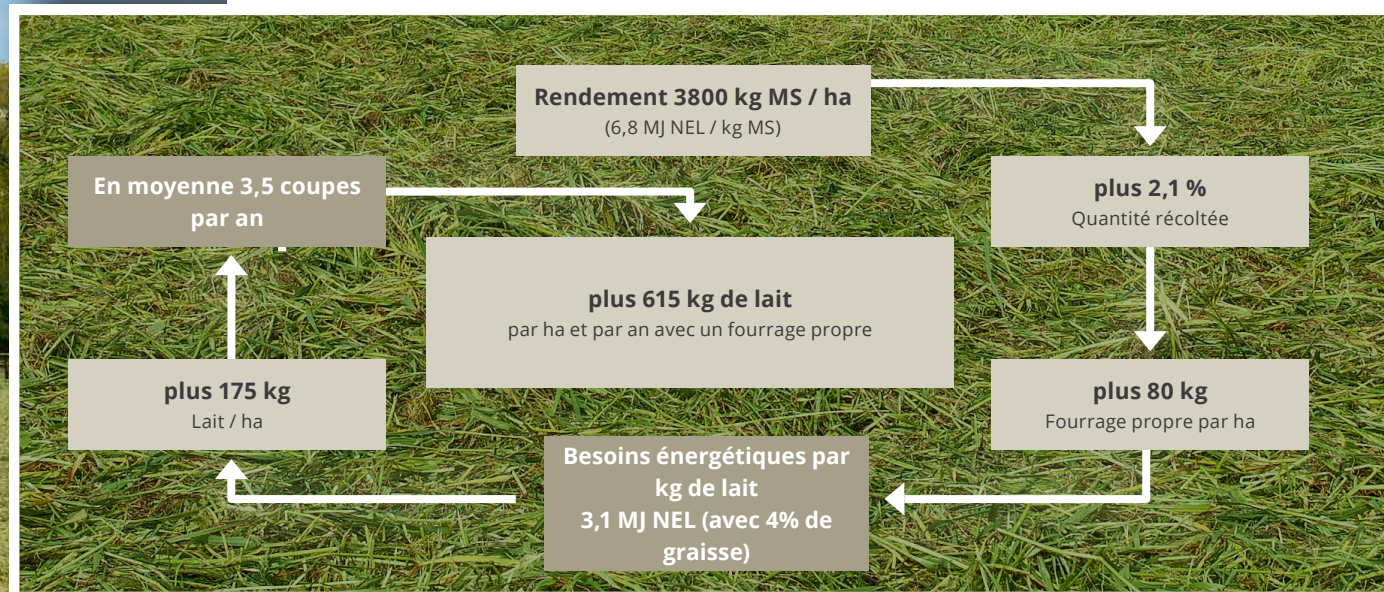 Rendement 3800 kg MS / ha
(6,8 MJ NEL / kg MS)
plus 2,1 %
Quantité récoltée
plus 80 kg
Fourrage propre par ha
Besoins énergétiques par
kg de lait
3,1 MJ NEL (avec 4% de
graisse)
plus 175 kg
Lait / ha
En moyenne 3,5 coupes
par an
plus 615 kg de lait
par ha et par an avec un fourrage propre